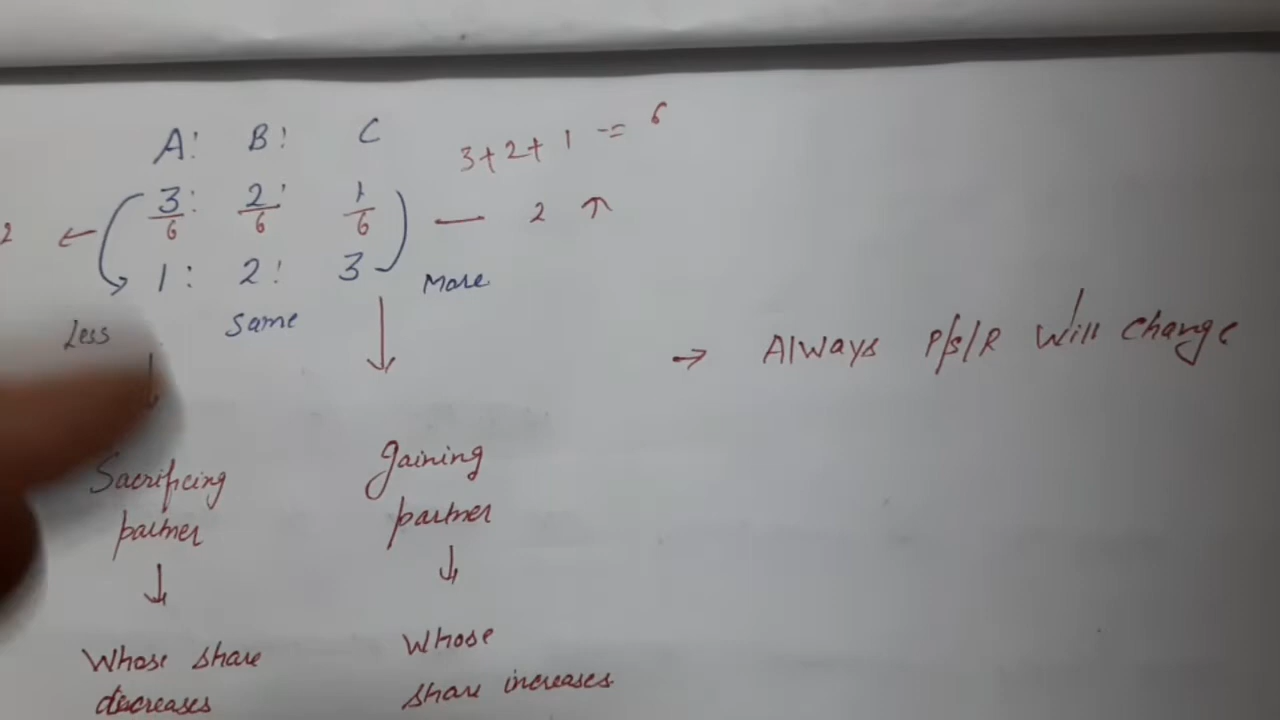 A: B: C
3+2+1 = 6
3/6: 2/6: 1/6 — 2 ↑
2 ←
1: 2: 3
More
Less
Same
→ Always P/S/R will change
Sacrificing
partner
Gaining
partner
Whose share
decreases
Whose
share increases